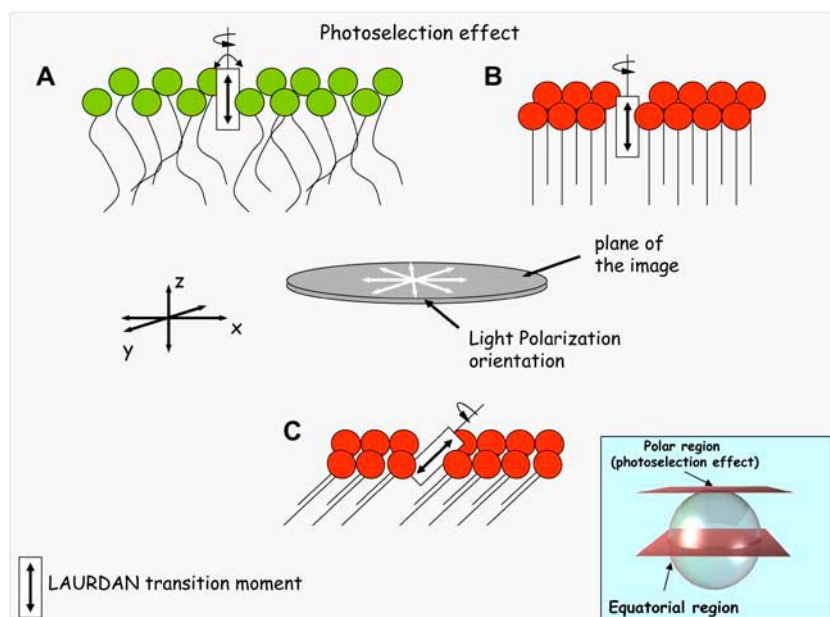 Photoselection effect
A
B
plane of
the image
z
x
y
Light Polarization
orientation
C
Polar region
(photoselection effect)
LAURDAN transition moment
Equatorial region